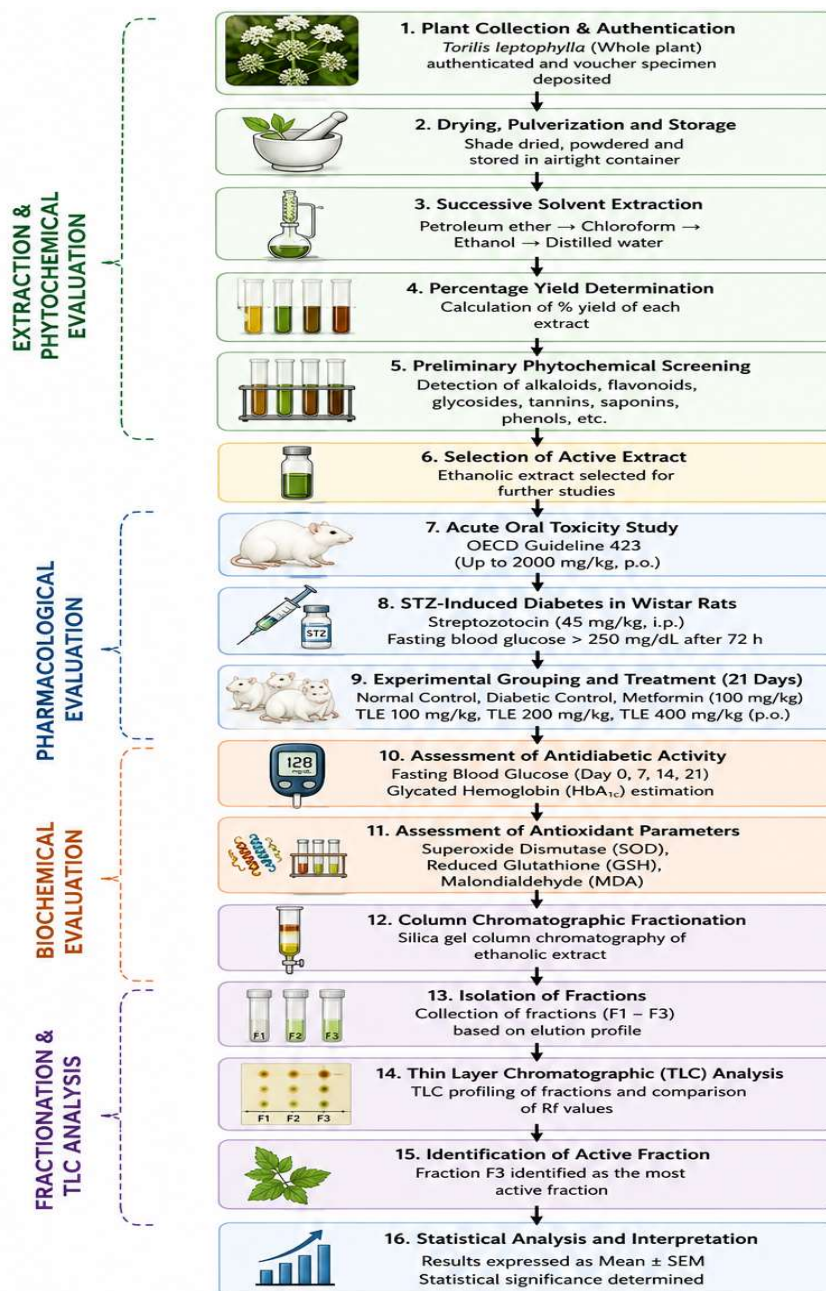 EXTRACTION &
PHYTOCHEMICAL
EVALUATION
1. Plant Collection & Authentication
Torilis leptophylla (Whole plant)
authenticated and voucher specimen
deposited
2. Drying, Pulverization and Storage
Shade dried, powdered and
stored in airtight container
3. Successive Solvent Extraction
Petroleum ether → Chloroform →
Ethanol → Distilled water
4. Percentage Yield Determination
Calculation of % yield of each
extract
5. Preliminary Phytochemical Screening
Detection of alkaloids, flavonoids,
glycosides, tannins, saponins,
phenols, etc.
6. Selection of Active Extract
Ethanolic extract selected for
further studies
PHARMACOLOGICAL
EVALUATION
7. Acute Oral Toxicity Study
OECD Guideline 423
(Up to 2000 mg/kg, p.o.)
8. STZ-Induced Diabetes in Wistar Rats
Streptozotocin (45 mg/kg, i.p.)
Fasting blood glucose > 250 mg/dL after 72 h
STZ
9. Experimental Grouping and Treatment (21 Days)
Normal Control, Diabetic Control, Metformin (100 mg/kg)
TLE 100 mg/kg, TLE 200 mg/kg, TLE 400 mg/kg (p.o.)
BIOCHEMICAL
EVALUATION
128
10. Assessment of Antidiabetic Activity
Fasting Blood Glucose (Day 0, 7, 14, 21)
Glycated Hemoglobin (HbA₁c) estimation
11. Assessment of Antioxidant Parameters
Superoxide Dismutase (SOD),
Reduced Glutathione (GSH),
Malondialdehyde (MDA)
12. Column Chromatographic Fractionation
Silica gel column chromatography of
ethanolic extract
FRACTIONATION &
TLC ANALYSIS
F1 F2 F3
13. Isolation of Fractions
Collection of fractions (F1 – F3)
based on elution profile
14. Thin Layer Chromatographic (TLC) Analysis
TLC profiling of fractions and comparison
of Rf values
F1 F2 F3
15. Identification of Active Fraction
Fraction F3 identified as the most
active fraction
16. Statistical Analysis and Interpretation
Results expressed as Mean ± SEM
Statistical significance determined